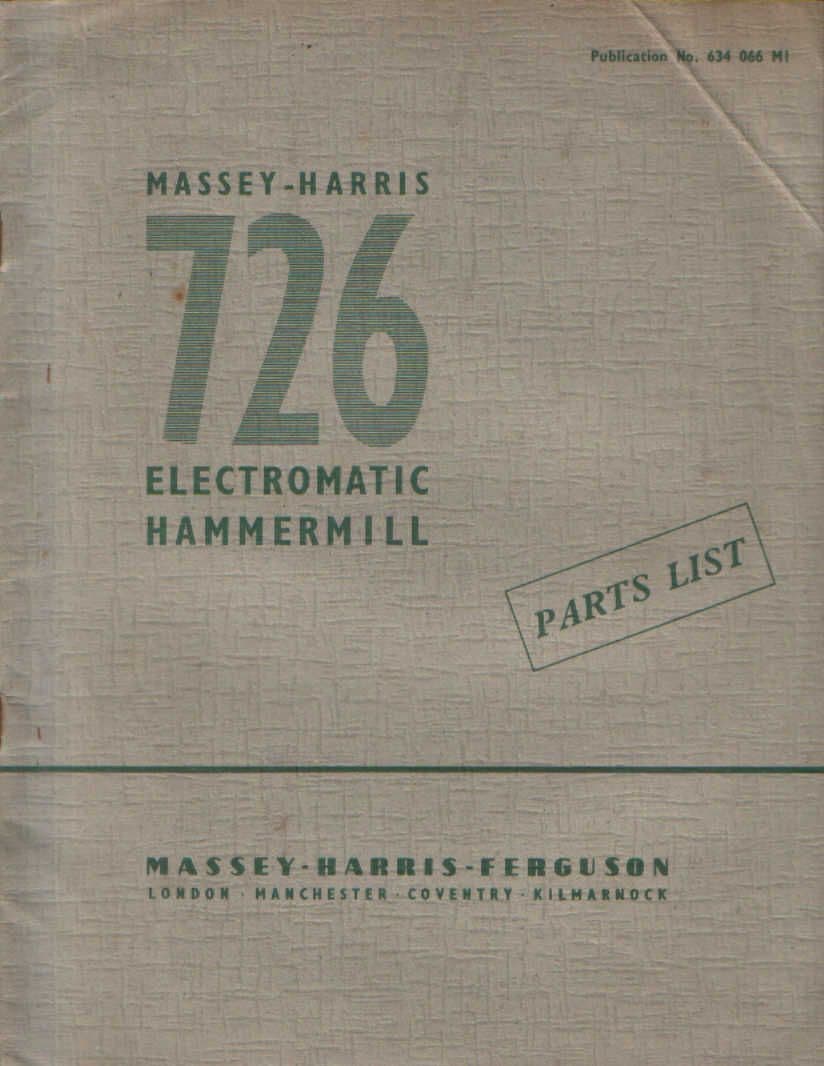 Publication No. 634 066 M1
MASSEY-HARRIS
726
ELECTROMATIC
HAMMERMILL
PARTS LIST
MASSEY-HARRIS-FERGUSON
LONDON · MANCHESTER · COVENTRY · KILMARNOCK